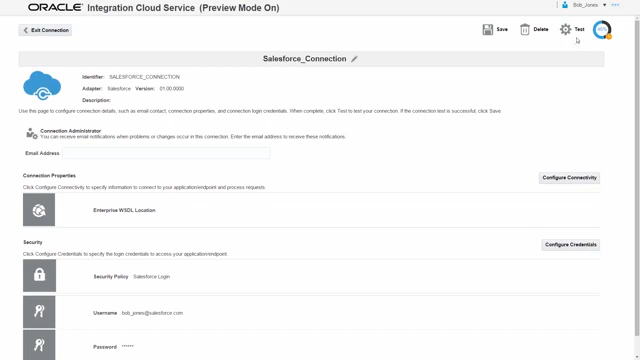 ORACLE Integration Cloud Service (Preview Mode On)
Bob_Jones
Exit Connection
Save
Delete
Test
Salesforce_Connection
Identifier: SALESFORCE_CONNECTION
Adapter: Salesforce Version: 01.00.0000
Description:
Use this page to configure connection details, such as email contact, connection properties, and connection login credentials. When complete, click Test to test your connection. If the connection test is successful, click Save
Connection Administrator
You can receive email notifications when problems or changes occur in this connection. Enter the email address to receive these notifications.
Email Address
Connection Properties
Configure Connectivity
Click Configure Connectivity to specify information to connect to your application/endpoint and process requests.
Enterprise WSDL Location
Security
Configure Credentials
Click Configure Credentials to specify the login credentials to access your application/endpoint.
Security Policy Salesforce Login
Username bob_jones@salesforce.com
Password ******